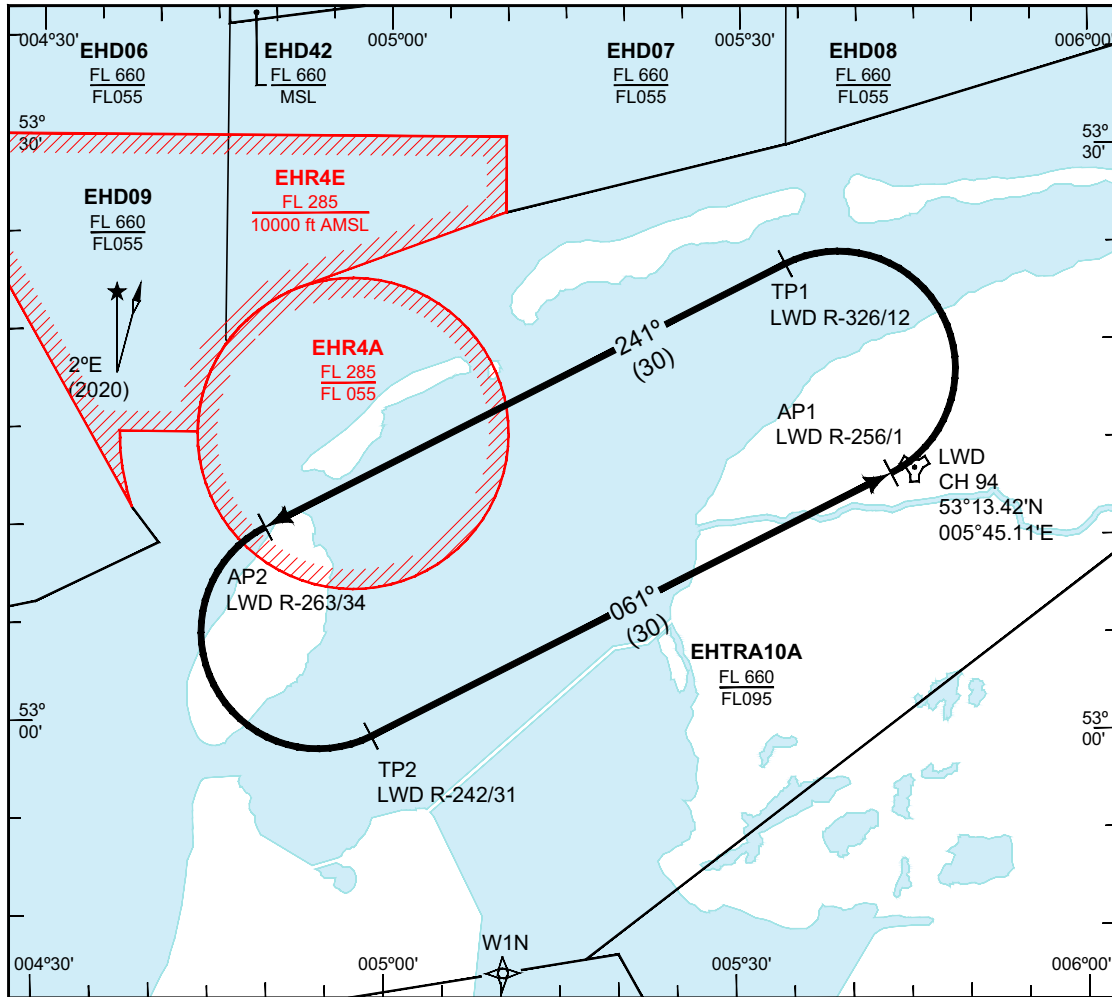 004°30'
005°00'
005°30'
006°00'
EHD06
FL 660
FL055
EHD42
FL 660
MSL
EHD07
FL 660
FL055
EHD08
FL 660
FL055
53°
30'
53°
30'
EHR4E
FL 285
10000 ft AMSL
EHD09
FL 660
FL055
2°E
(2020)
TP1
LWD R-326/12
241°
(30)
EHR4A
FL 285
FL 055
AP1
LWD R-256/1
LWD
CH 94
53°13.42'N
005°45.11'E
AP2
LWD R-263/34
061°
(30)
EHTRA10A
FL 660
FL095
53°
00'
53°
00'
TP2
LWD R-242/31
W1N
004°30'
005°00'
005°30'
006°00'